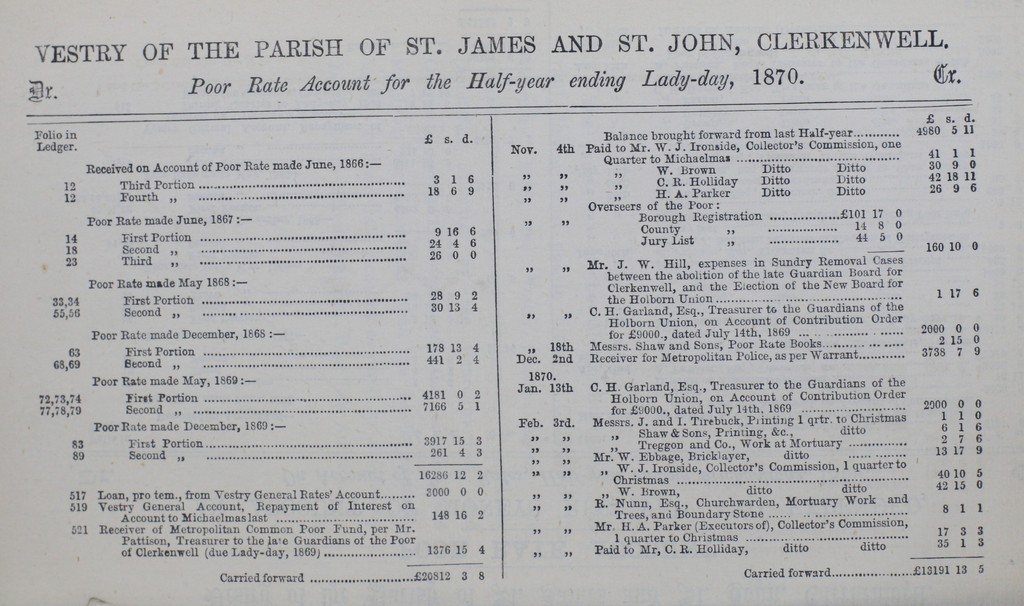 VESTRY OF THE PARISH OF ST. JAMES AND ST. JOHN, CLERKENWELL.
Dr. Poor Rate Account for the Half-year ending Lady-day, 1870. Cr.
Folio in
Ledger. £ s. d.
Received on Account of Poor Rate made June, 1866:—
12 Third Portion 3 1 6
12 Fourth „ 18 6 9
Poor Rate made June, 1867:—
14 First Portion 9 16 6
18 Second „ 24 4 6
23 Third „ 26 0 0
Poor Rate made May 1868:—
33,34 First Portion 28 9 2
55,56 Second „ 30 13 4
Poor Rate made December, 1868:—
63 First Portion 178 13 4
68,69 Second „ 441 2 4
Poor Rate made May, 1869:—
72,73,74 First Portion 4181 0 2
77,78,79 Second „ 7166 5 1
Poor Rate made December, 1869:—
83 First Portion 3917 15 3
89 Second „ 261 4 3
16286 12 2
517 Loan, pro tem., from Vestry General Rates' Account 3000 0 0
519 Vestry General Account, Repayment of Interest on
Account to Michaelmas last 148 16 2
521 Receiver of Metropolitan Common Poor Fund, per Mr.
Pattison, Treasurer to the late Guardians of the Poor
of Clerkenwell (due Lady-day, 1869) 1376 15 4
Carried forward £20812 3 8
£ s. d.
Balance brought forward from last Half-year 4980 5 11
Nov. 4th Paid to Mr. W. J. Ironside, Collector's Commission, one
Quarter to Michaelmas 41 1 1
„ „ „ W. Brown Ditto Ditto 30 9 0
„ „ „ C. R. Holliday Ditto Ditto 42 18 11
„ „ „ H. A. Parker Ditto Ditto 26 9 6
Overseers of the Poor:
„ „ Borough Registration £101 17 0
County „ 14 8 0
Jury List „ 44 5 0
160 10 0
„ „ Mr. J. W. Hill, expenses in Sundry Removal Cases
between the abolition of the late Guardian Board for
Clerkenwell, and the Election of the New Board for
the Holborn Union 1 17 6
„ „ C. H. Garland, Esq., Treasurer to the Guardians of the
Holborn Union, on Account of Contribution Order
for £9000., dated July 14th, 1869 2000 0 0
„ 18th Messrs. Shaw and Sons, Poor Rate Books 2 15 0
Dec. 2nd Receiver for Metropolitan Police, as per Warrant 3738 7 9
1870.
Jan. 13th C. H. Garland, Esq., Treasurer to the Guardians of the
Holborn Union, on Account of Contribution Order
for £9000., dated July 14th, 1869 2000 0 0
Feb. 3rd. Messrs. J. and I. Tirebuck, Printing 1 qrtr. to Christmas 1 1 0
„ „ „ Shaw & Sons, Printing, &c., ditto 6 1 6
„ „ „ Treggon and Co., Work at Mortuary 2 7 6
„ „ Mr. W. Ebbage, Bricklayer, ditto 13 17 9
„ „ „ W. J. Ironside, Collector's Commission, 1 quarter to
Christmas 40 10 5
„ „ „ W. Brown, ditto ditto 42 15 0
„ „ R. Nunn, Esq., Churchwarden, Mortuary Work and
Trees, and Boundary Stone 8 1 1
„ „ Mr. H. A. Parker (Executors of), Collector's Commission,
1 quarter to Christmas 17 3 3
„ „ Paid to Mr, C. R. Holliday, ditto ditto 35 1 3
Carried forward £13191 13 5